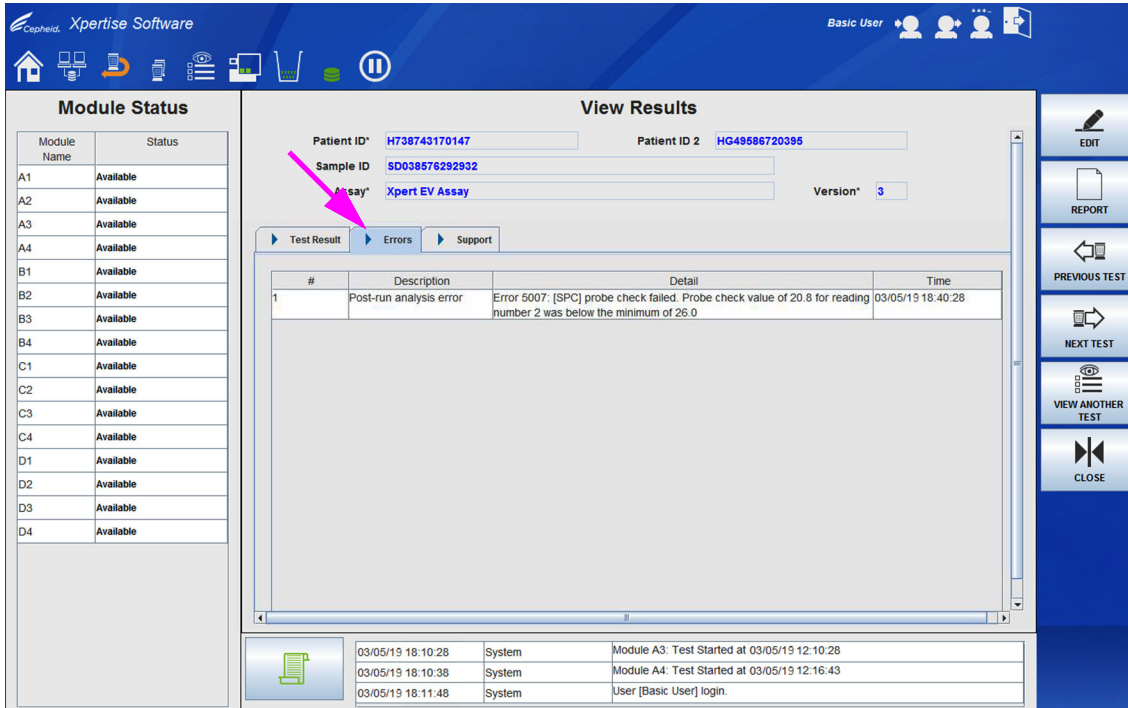 Cepheid. Xpertise Software
Basic User
Module Status
Module Name Status
A1 Available
A2 Available
A3 Available
A4 Available
B1 Available
B2 Available
B3 Available
B4 Available
C1 Available
C2 Available
C3 Available
C4 Available
D1 Available
D2 Available
D3 Available
D4 Available
View Results
Patient ID* H738743170147 Patient ID 2 HG49586720395
Sample ID SD038576292932
Assay* Xpert EV Assay Version* 3
Test Result Errors Support
# Description Detail Time
1 Post-run analysis error Error 5007: [SPC] probe check failed. Probe check value of 20.8 for reading 03/05/19 18:40:28
number 2 was below the minimum of 26.0
03/05/19 18:10:28 System Module A3: Test Started at 03/05/19 12:10:28
03/05/19 18:10:38 System Module A4: Test Started at 03/05/19 12:16:43
03/05/19 18:11:48 System User [Basic User] login.
EDIT
REPORT
PREVIOUS TEST
NEXT TEST
VIEW ANOTHER
TEST
CLOSE